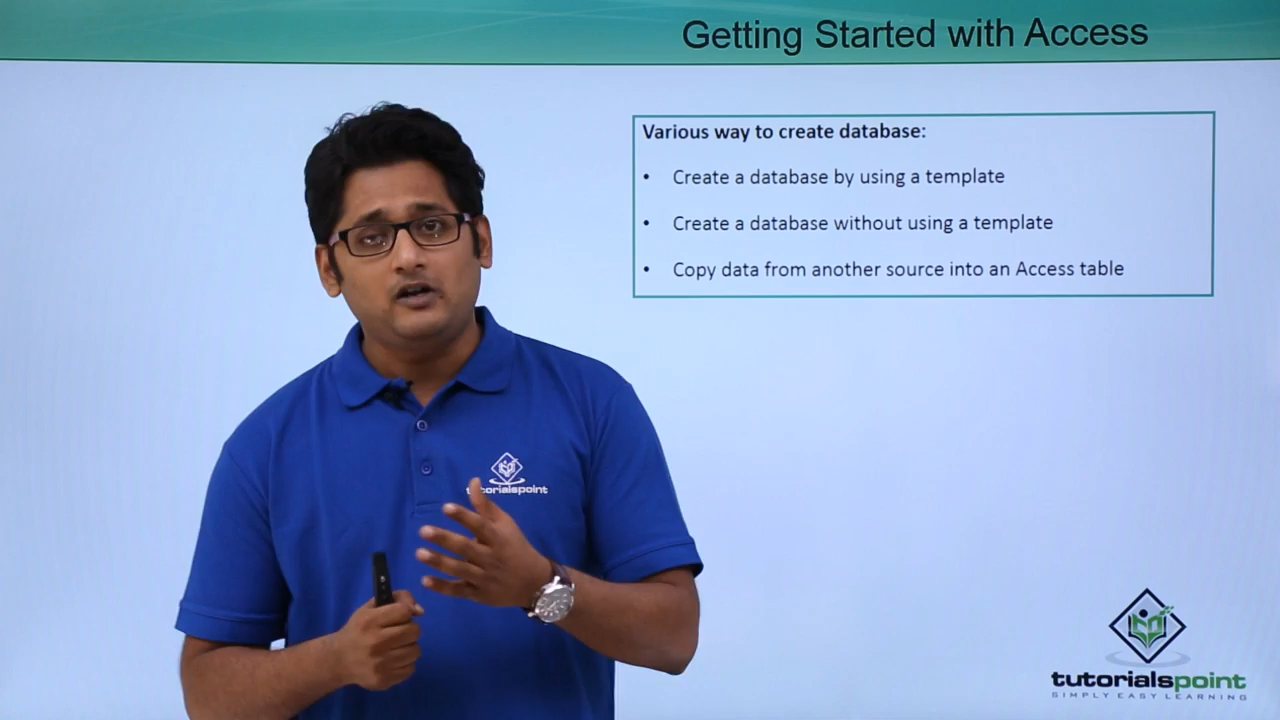 Getting Started with Access
Various way to create database:
• Create a database by using a template
• Create a database without using a template
• Copy data from another source into an Access table
tutorialspoint
tutorialspoint
SIMPLY EASY LEARNING